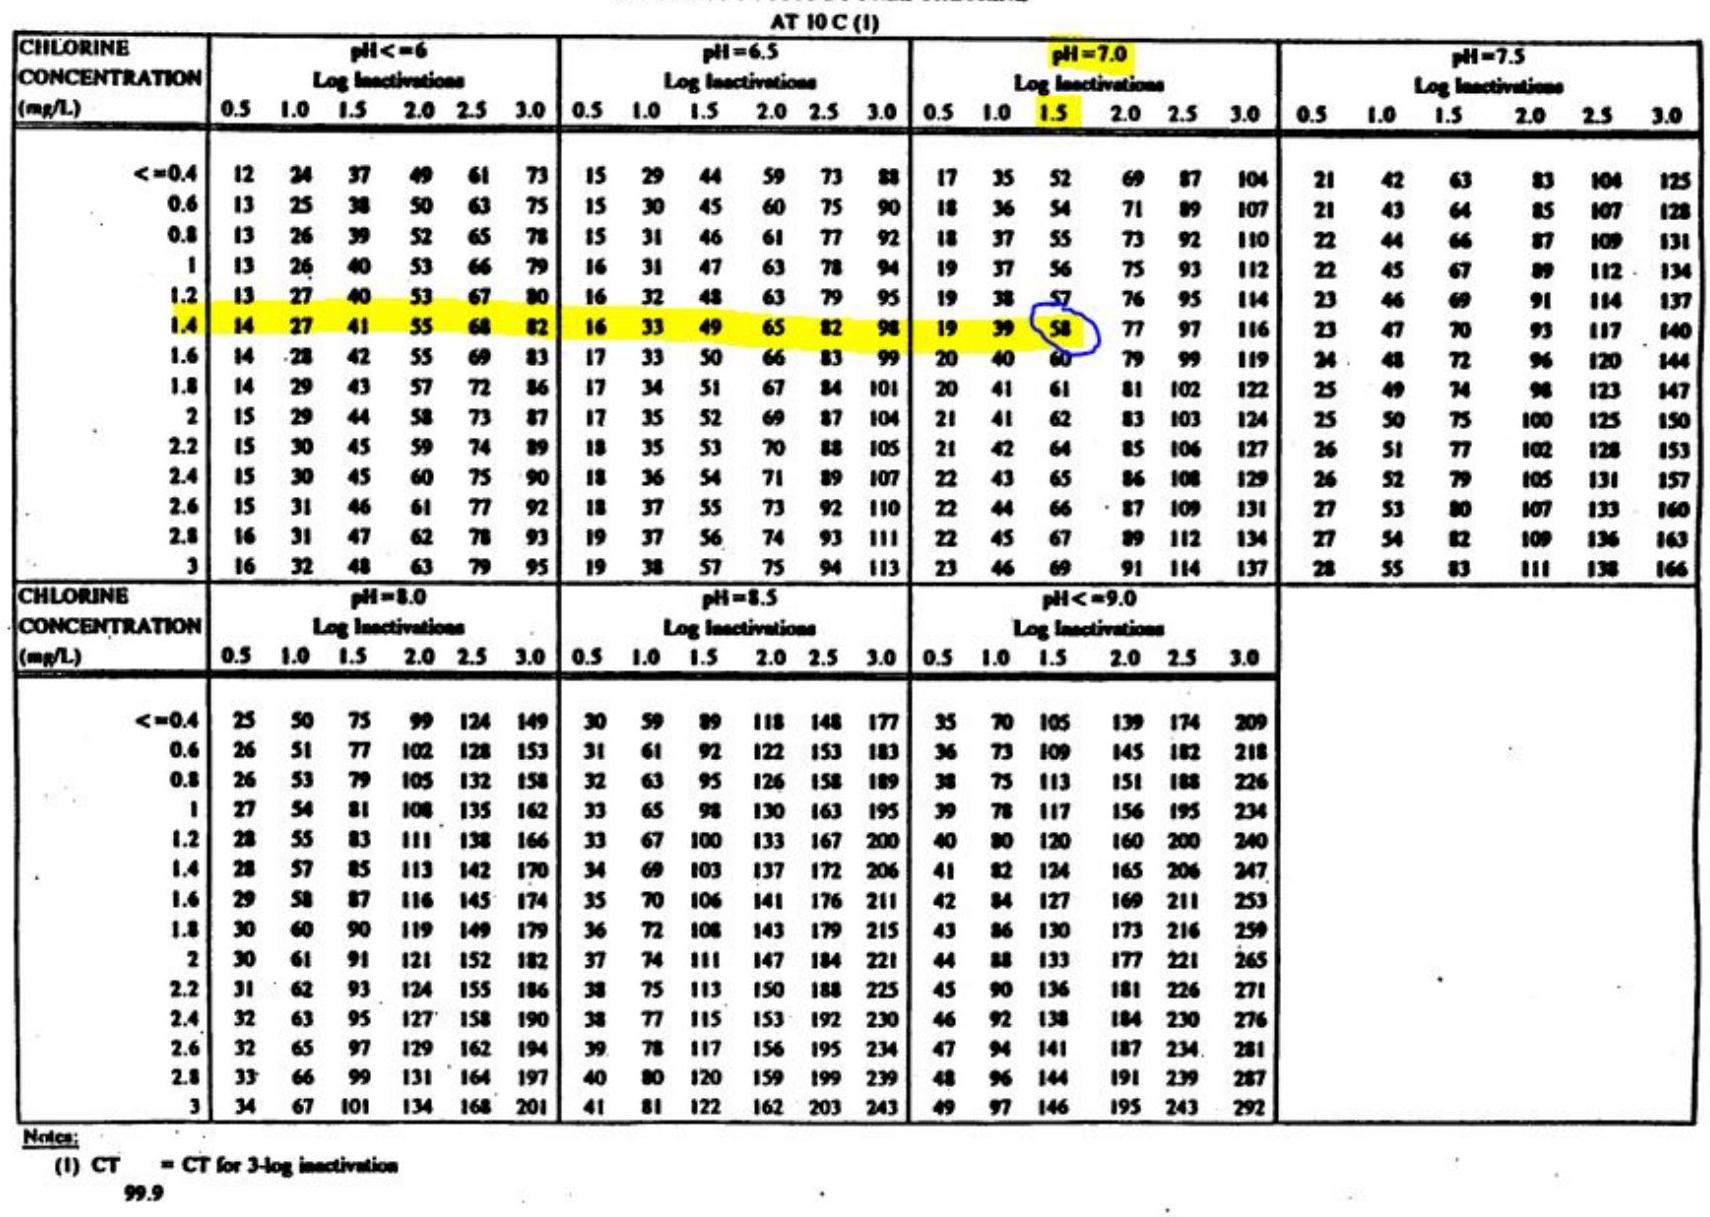 AT 10 C (1)
CHLORINE pH<=6 pH=6.5 pH=7.0 pH=7.5
CONCENTRATION Log Inactivations Log Inactivations Log Inactivations Log Inactivations
(mg/L) 0.5 1.0 1.5 2.0 2.5 3.0 0.5 1.0 1.5 2.0 2.5 3.0 0.5 1.0 1.5 2.0 2.5 3.0 0.5 1.0 1.5 2.0 2.5 3.0
<=0.4 12 24 37 49 61 73 15 29 44 59 73 88 17 35 52 69 87 104 21 42 63 83 104 125
0.6 13 25 38 50 63 75 15 30 45 60 75 90 18 36 54 71 89 107 21 43 64 85 107 128
0.8 13 26 39 52 65 78 15 31 46 61 77 92 18 37 55 73 92 110 22 44 66 87 109 131
1 13 26 40 53 66 79 16 31 47 63 78 94 19 37 56 75 93 112 22 45 67 89 112 134
1.2 13 27 40 53 67 80 16 32 48 63 79 95 19 38 57 76 95 114 23 46 69 91 114 137
1.4 14 27 41 55 68 82 16 33 49 65 82 98 19 39 58 77 97 116 23 47 70 93 117 140
1.6 14 28 42 55 69 83 17 33 50 66 83 99 20 40 60 79 99 119 24 48 72 96 120 144
1.8 14 29 43 57 72 86 17 34 51 67 84 101 20 41 61 81 102 122 25 49 74 98 123 147
2 15 29 44 58 73 87 17 35 52 69 87 104 21 41 62 83 103 124 25 50 75 100 125 150
2.2 15 30 45 59 74 89 18 35 53 70 88 105 21 42 64 85 106 127 26 51 77 102 128 153
2.4 15 30 45 60 75 90 18 36 54 71 89 107 22 43 65 86 108 129 26 52 79 105 131 157
2.6 15 31 46 61 77 92 18 37 55 73 92 110 22 44 66 87 109 131 27 53 80 107 133 160
2.8 16 31 47 62 78 93 19 37 56 74 93 111 22 45 67 89 112 134 27 54 82 109 136 163
3 16 32 48 63 79 95 19 38 57 75 94 113 23 46 69 91 114 137 28 55 83 111 138 166
CHLORINE pH=8.0 pH=8.5 pH<=9.0
CONCENTRATION Log Inactivations Log Inactivations Log Inactivations
(mg/L) 0.5 1.0 1.5 2.0 2.5 3.0 0.5 1.0 1.5 2.0 2.5 3.0 0.5 1.0 1.5 2.0 2.5 3.0
<=0.4 25 50 75 99 124 149 30 59 89 118 148 177 35 70 105 139 174 209
0.6 26 51 77 102 128 153 31 61 92 122 153 183 36 73 109 145 182 218
0.8 26 53 79 105 132 158 32 63 95 126 158 189 38 75 113 151 188 226
1 27 54 81 108 135 162 33 65 98 130 163 195 39 78 117 156 195 234
1.2 28 55 83 111 138 166 33 67 100 133 167 200 40 80 120 160 200 240
1.4 28 57 85 113 142 170 34 69 103 137 172 206 41 82 124 165 206 247
1.6 29 58 87 116 145 174 35 70 106 141 176 211 42 84 127 169 211 253
1.8 30 60 90 119 149 179 36 72 108 143 179 215 43 86 130 173 216 259
2 30 61 91 121 152 182 37 74 111 147 184 221 44 88 133 177 221 265
2.2 31 62 93 124 155 186 38 75 113 150 188 225 45 90 136 181 226 271
2.4 32 63 95 127 158 190 38 77 115 153 192 230 46 92 138 184 230 276
2.6 32 65 97 129 162 194 39 78 117 156 195 234 47 94 141 187 234 281
2.8 33 66 99 131 164 197 40 80 120 159 199 239 48 96 144 191 239 287
3 34 67 101 134 168 201 41 81 122 162 203 243 49 97 146 195 243 292
Notes:
(1) CT = CT for 3-log inactivation
99.9